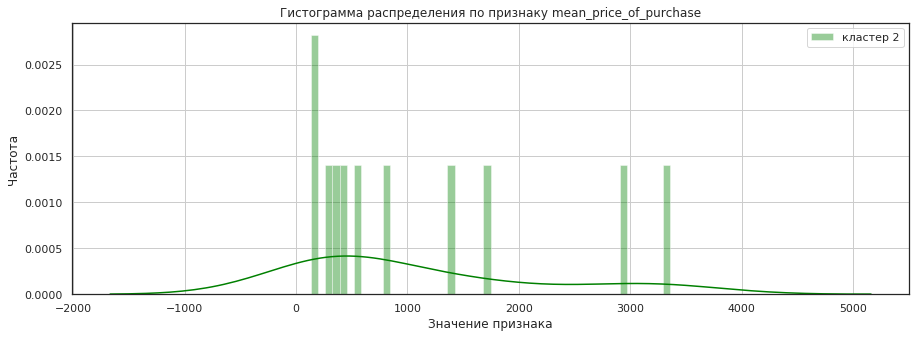 Гистограмма распределения по признаку mean_price_of_purchase
кластер 2
Частота
0.0025
0.0020
0.0015
0.0010
0.0005
0.0000
−2000 −1000 0 1000 2000 3000 4000 5000
Значение признака